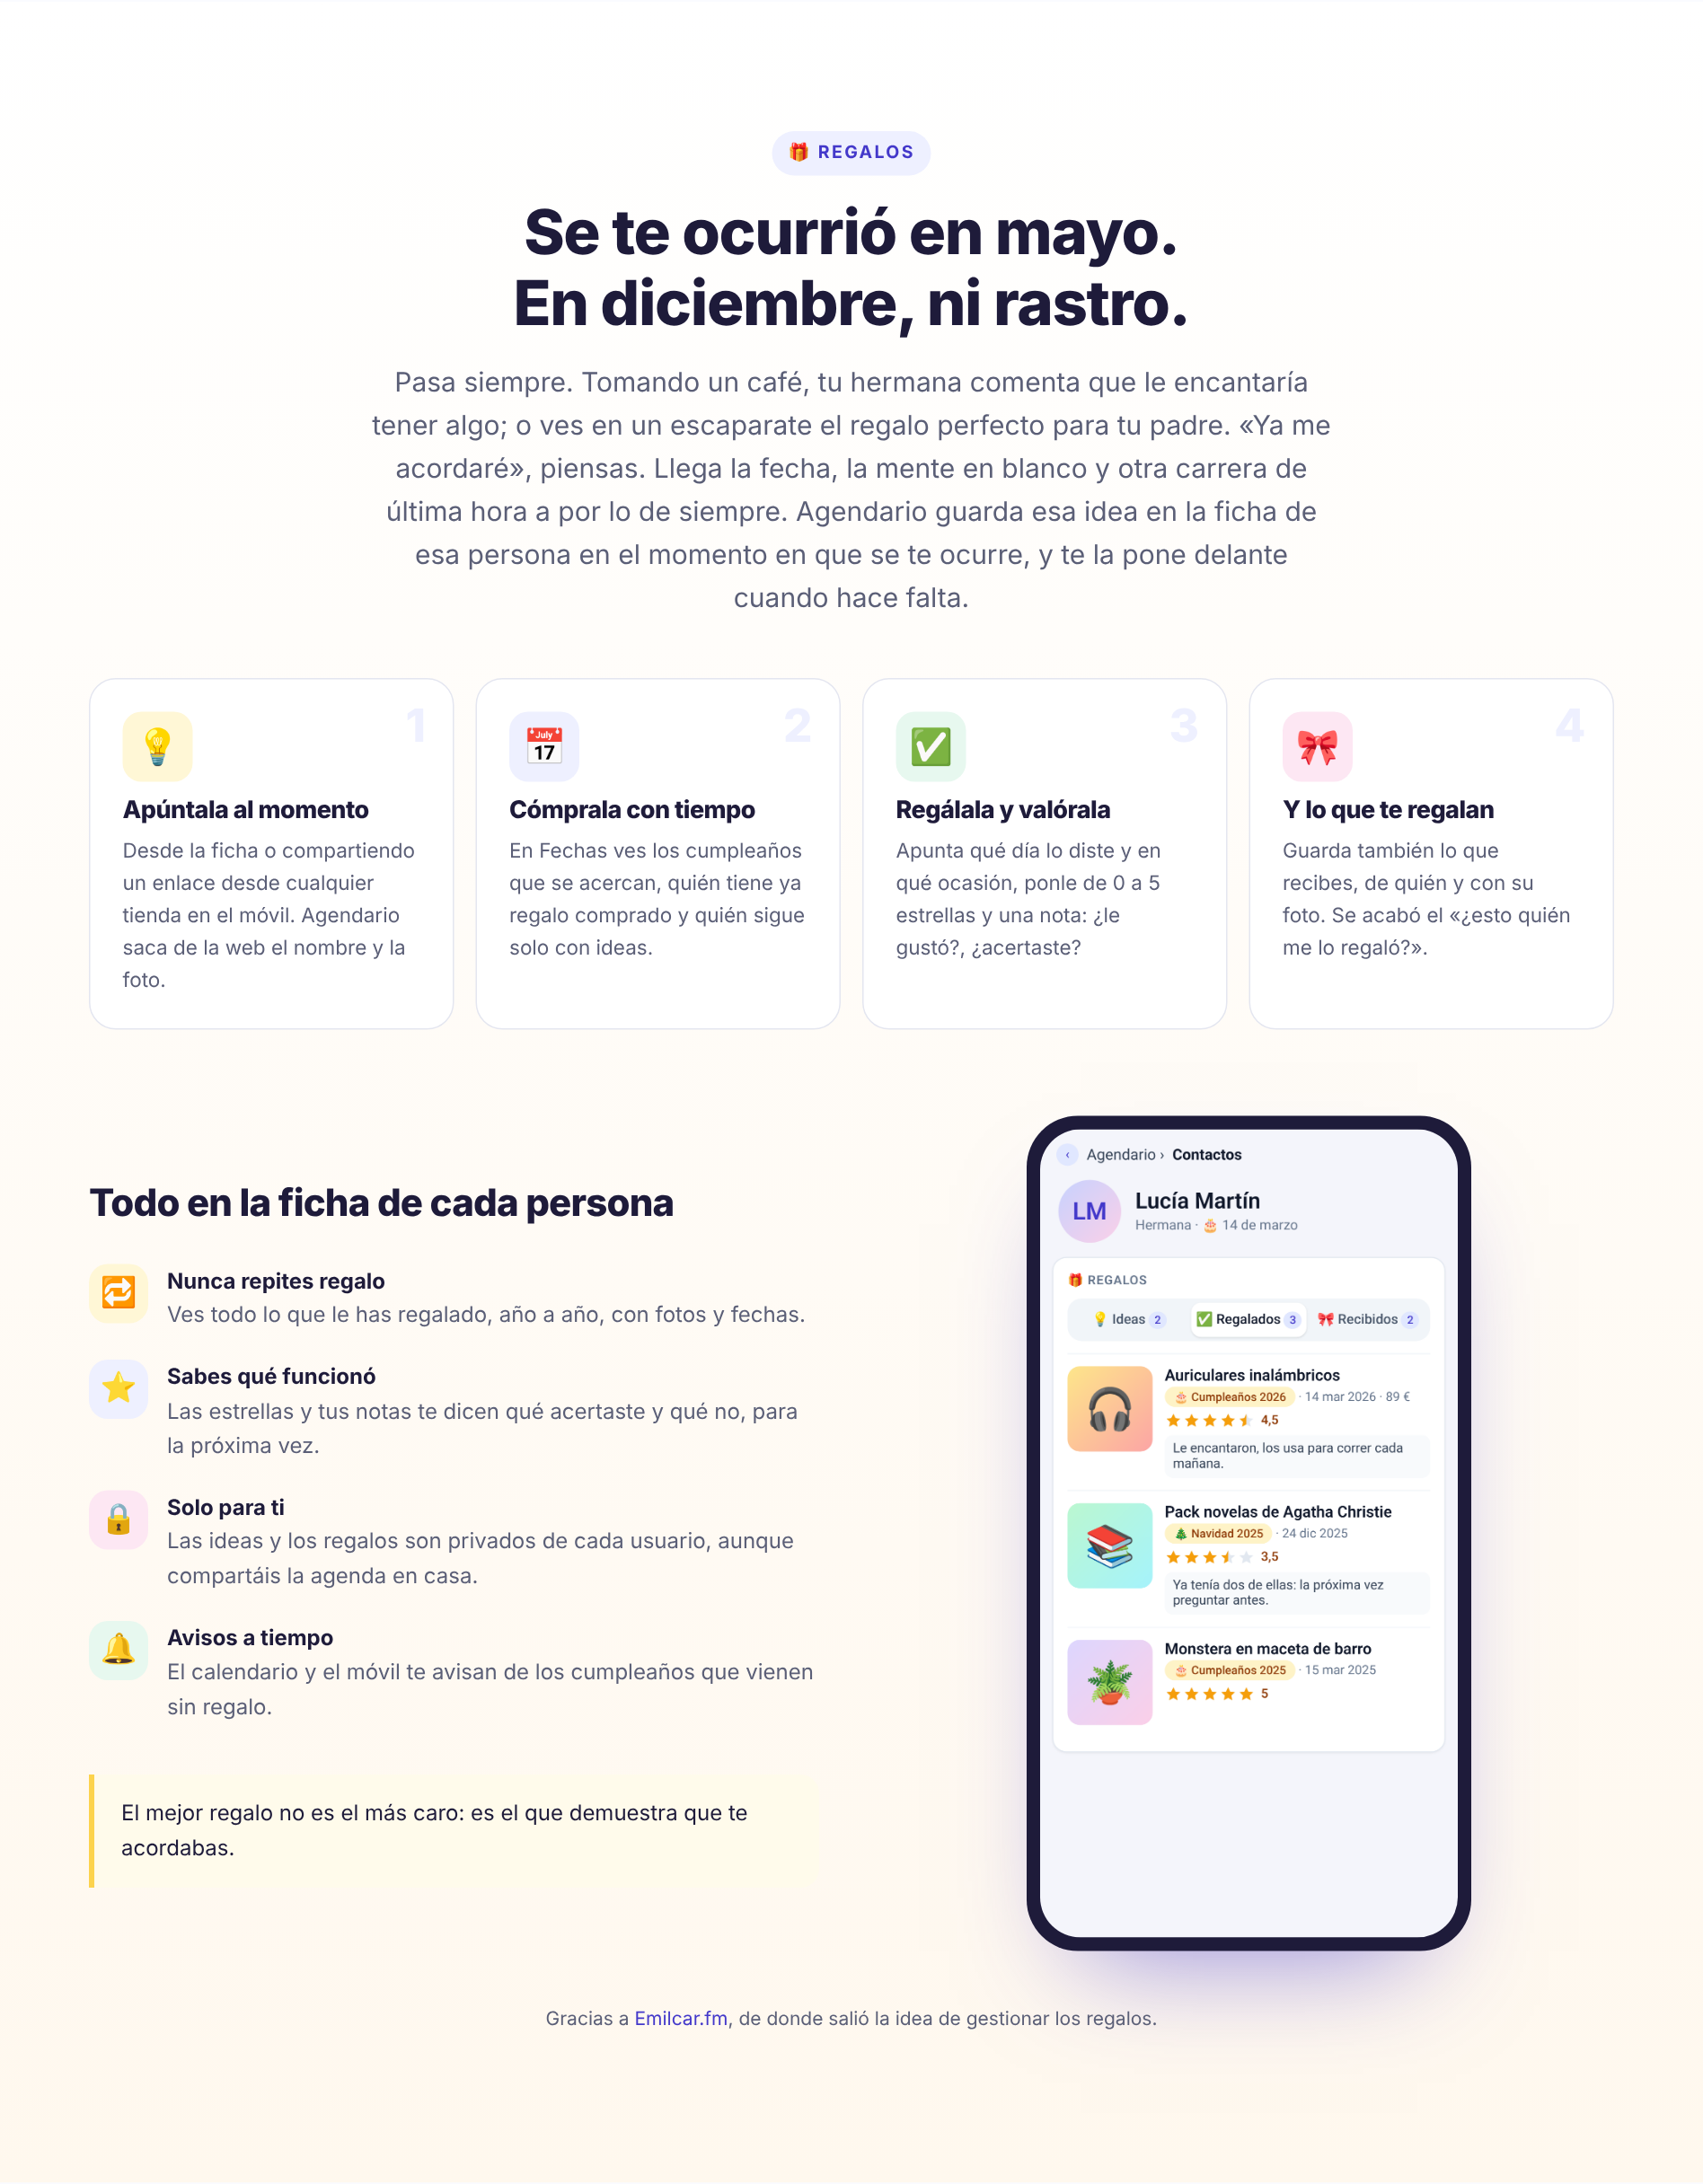 🎁 REGALOS
Se te ocurrió en mayo.
En diciembre, ni rastro.
Pasa siempre. Tomando un café, tu hermana comenta que le encantaría
tener algo; o ves en un escaparate el regalo perfecto para tu padre. «Ya me
acordaré», piensas. Llega la fecha, la mente en blanco y otra carrera de
última hora a por lo de siempre. Agendario guarda esa idea en la ficha de
esa persona en el momento en que se te ocurre, y te la pone delante
cuando hace falta.
1
Apúntala al momento
Desde la ficha o compartiendo
un enlace desde cualquier
tienda en el móvil. Agendario
saca de la web el nombre y la
foto.
July
17
2
Cómprala con tiempo
En Fechas ves los cumpleaños
que se acercan, quién tiene ya
regalo comprado y quién sigue
solo con ideas.
3
Regálala y valórala
Apunta qué día lo diste y en
qué ocasión, ponle de 0 a 5
estrellas y una nota: ¿le
gustó?, ¿acertaste?
4
Y lo que te regalan
Guarda también lo que
recibes, de quién y con su
foto. Se acabó el «¿esto quién
me lo regaló?».
Todo en la ficha de cada persona
Nunca repites regalo
Ves todo lo que le has regalado, año a año, con fotos y fechas.
Sabes qué funcionó
Las estrellas y tus notas te dicen qué acertaste y qué no, para
la próxima vez.
Solo para ti
Las ideas y los regalos son privados de cada usuario, aunque
compartáis la agenda en casa.
Avisos a tiempo
El calendario y el móvil te avisan de los cumpleaños que vienen
sin regalo.
El mejor regalo no es el más caro: es el que demuestra que te
acordabas.
‹ Agendario › Contactos
LM
Lucía Martín
Hermana · 🎂 14 de marzo
🎁 REGALOS
💡 Ideas 2 ✅ Regalados 3 🎀 Recibidos 2
Auriculares inalámbricos
🎂 Cumpleaños 2026 · 14 mar 2026 · 89 €
4,5
Le encantaron, los usa para correr cada
mañana.
Pack novelas de Agatha Christie
🎄 Navidad 2025 · 24 dic 2025
3,5
Ya tenía dos de ellas: la próxima vez
preguntar antes.
Monstera en maceta de barro
🎂 Cumpleaños 2025 · 15 mar 2025
5
Gracias a Emilcar.fm, de donde salió la idea de gestionar los regalos.